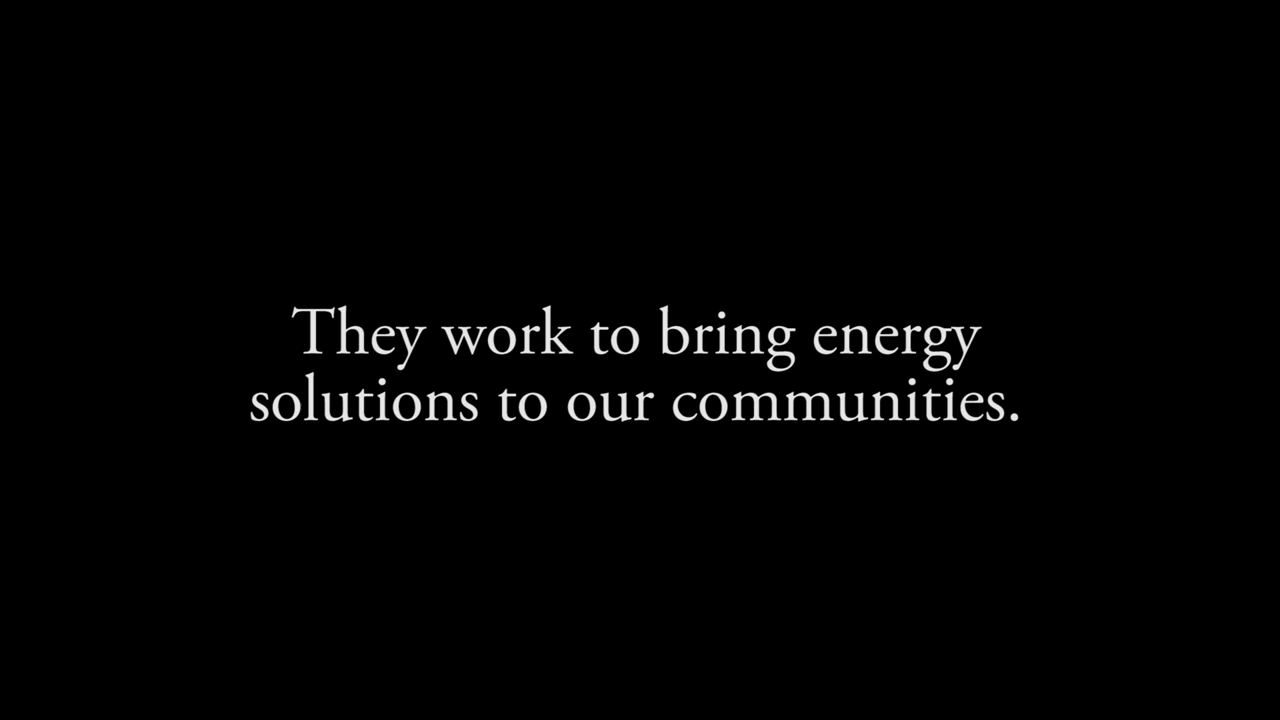 They work to bring energy
solutions to our communities.